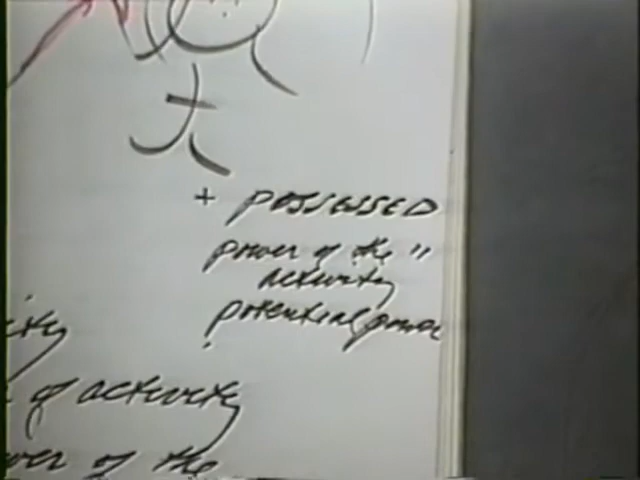 + POSSESSED
power of the "
activity
potential power
ity
of activity
wer of the